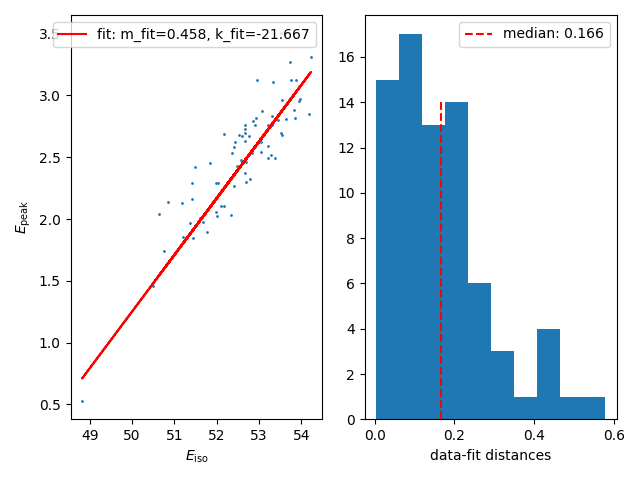 fit: m_fit=0.458, k_fit=-21.667
3.5
3.0
2.5
2.0
1.5
1.0
0.5
E_peak
49 50 51 52 53 54
E_iso
median: 0.166
16
14
12
10
8
6
4
2
0
0.0 0.2 0.4 0.6
data-fit distances